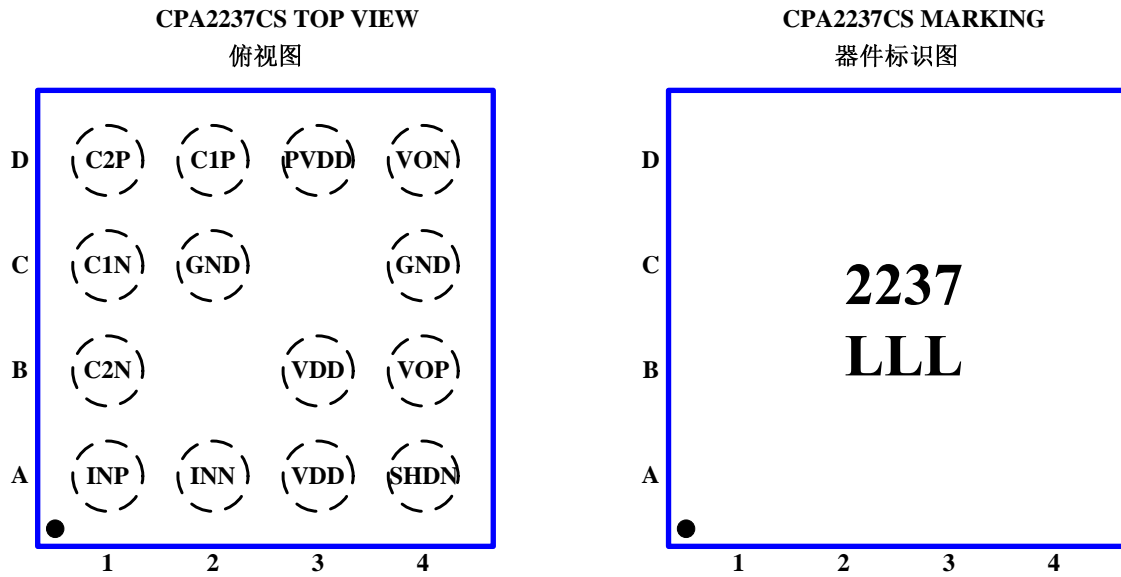 CPA2237CS TOP VIEW
俯视图
D C2P C1P PVDD VON
C C1N GND GND
B C2N VDD VOP
A INP INN VDD SHDN
1 2 3 4
CPA2237CS MARKING
器件标识图
D
C
2237
B LLL
A
1 2 3 4